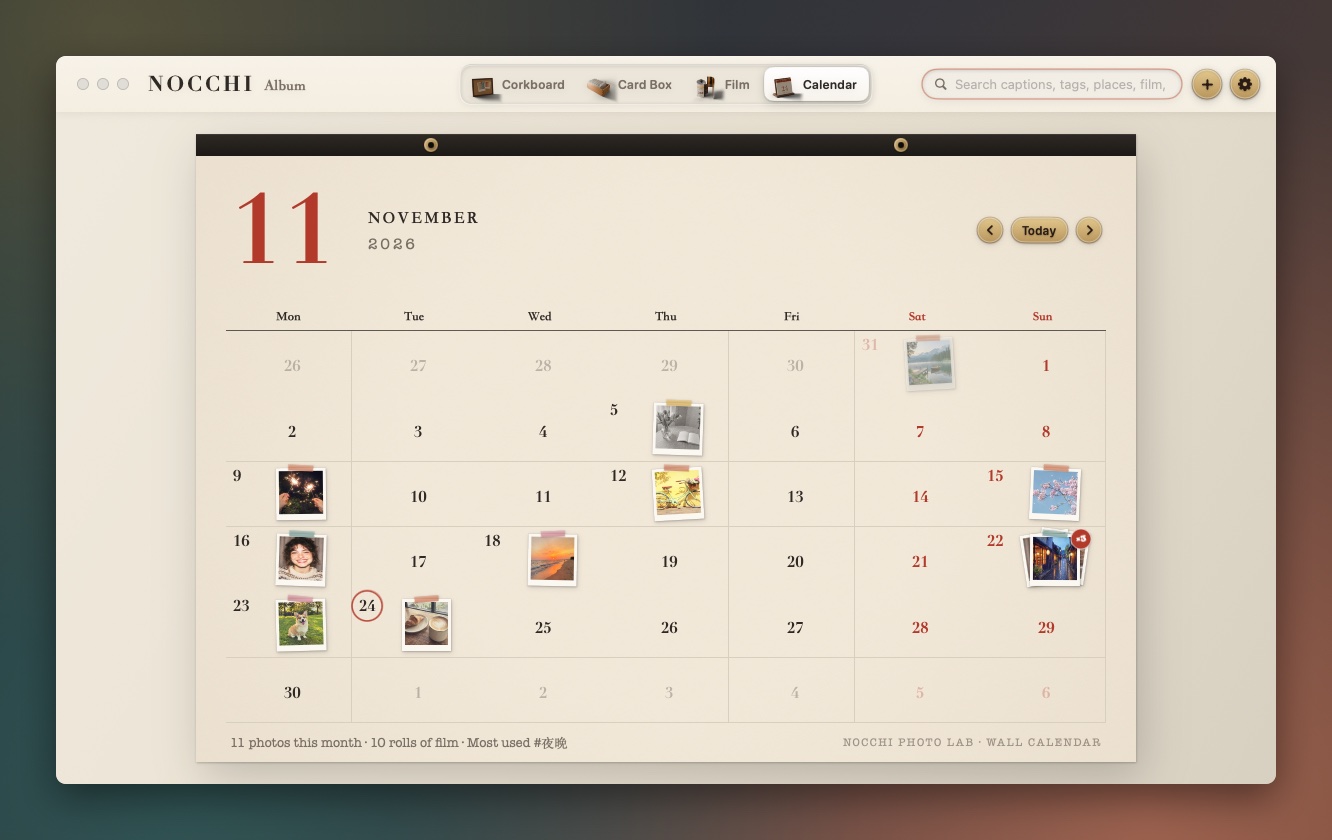 NOCCHI Album
Corkboard
Card Box
Film
Calendar
Search captions, tags, places, film,
11
NOVEMBER
2026
Today
Mon Tue Wed Thu Fri Sat Sun
26 27 28 29 30 31 1
2 3 4 5 6 7 8
9 10 11 12 13 14 15
16 17 18 19 20 21 22
23 24 25 26 27 28 29
30 1 2 3 4 5 6
11 photos this month · 10 rolls of film · Most used #夜晚
NOCCHI PHOTO LAB · WALL CALENDAR